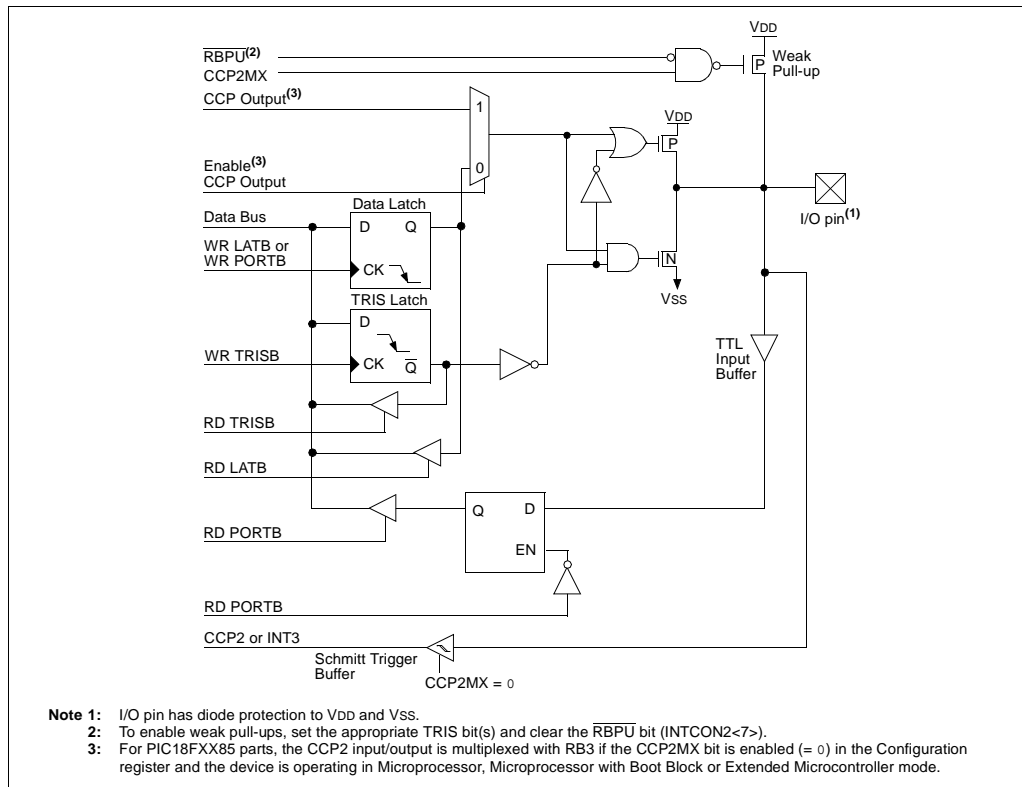 VDD
RBPU(2)
Weak
Pull-up
P
CCP2MX
CCP Output(3)
1
VDD
P
Enable(3)
0
CCP Output
I/O pin(1)
Data Bus
Data Latch
D Q
WR LATB or
WR PORTB
CK
N
VSS
TRIS Latch
D
TTL
Input
Buffer
WR TRISB
CK Q
RD TRISB
RD LATB
Q D
RD PORTB
EN
RD PORTB
CCP2 or INT3
Schmitt Trigger
Buffer
CCP2MX = 0
Note 1: I/O pin has diode protection to VDD and VSS.
2: To enable weak pull-ups, set the appropriate TRIS bit(s) and clear the RBPU bit (INTCON2<7>).
3: For PIC18FXX85 parts, the CCP2 input/output is multiplexed with RB3 if the CCP2MX bit is enabled (= 0) in the Configuration
register and the device is operating in Microprocessor, Microprocessor with Boot Block or Extended Microcontroller mode.